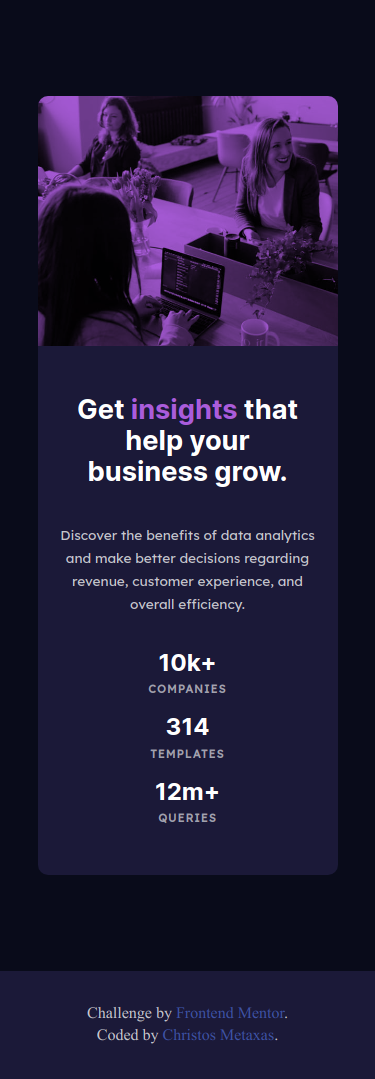 Get insights that
help your
business grow.
Discover the benefits of data analytics
and make better decisions regarding
revenue, customer experience, and
overall efficiency.
10k+
COMPANIES
314
TEMPLATES
12m+
QUERIES
Challenge by Frontend Mentor.
Coded by Christos Metaxas.